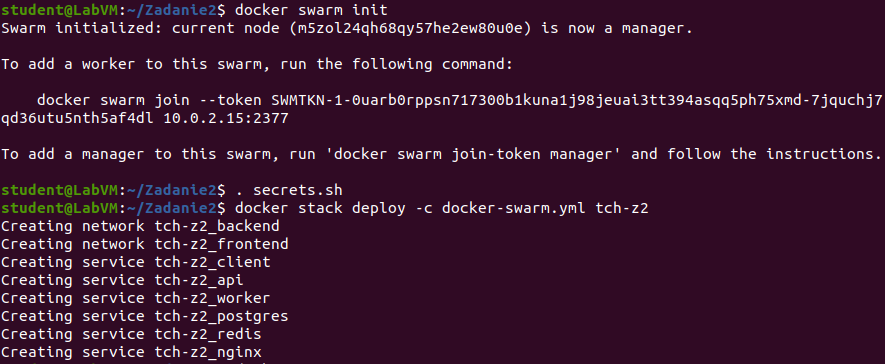 student@LabVM:~/Zadanie2$ docker swarm init
Swarm initialized: current node (m5zol24qh68qy57he2ew80u0e) is now a manager.
To add a worker to this swarm, run the following command:
docker swarm join --token SWMTKN-1-0uarb0rppsn717300b1kuna1j98jeuai3tt394asqq5ph75xmd-7jquchj7
qd36utu5nth5af4dl 10.0.2.15:2377
To add a manager to this swarm, run 'docker swarm join-token manager' and follow the instructions.
student@LabVM:~/Zadanie2$ . secrets.sh
student@LabVM:~/Zadanie2$ docker stack deploy -c docker-swarm.yml tch-z2
Creating network tch-z2_backend
Creating network tch-z2_frontend
Creating service tch-z2_client
Creating service tch-z2_api
Creating service tch-z2_worker
Creating service tch-z2_postgres
Creating service tch-z2_redis
Creating service tch-z2_nginx